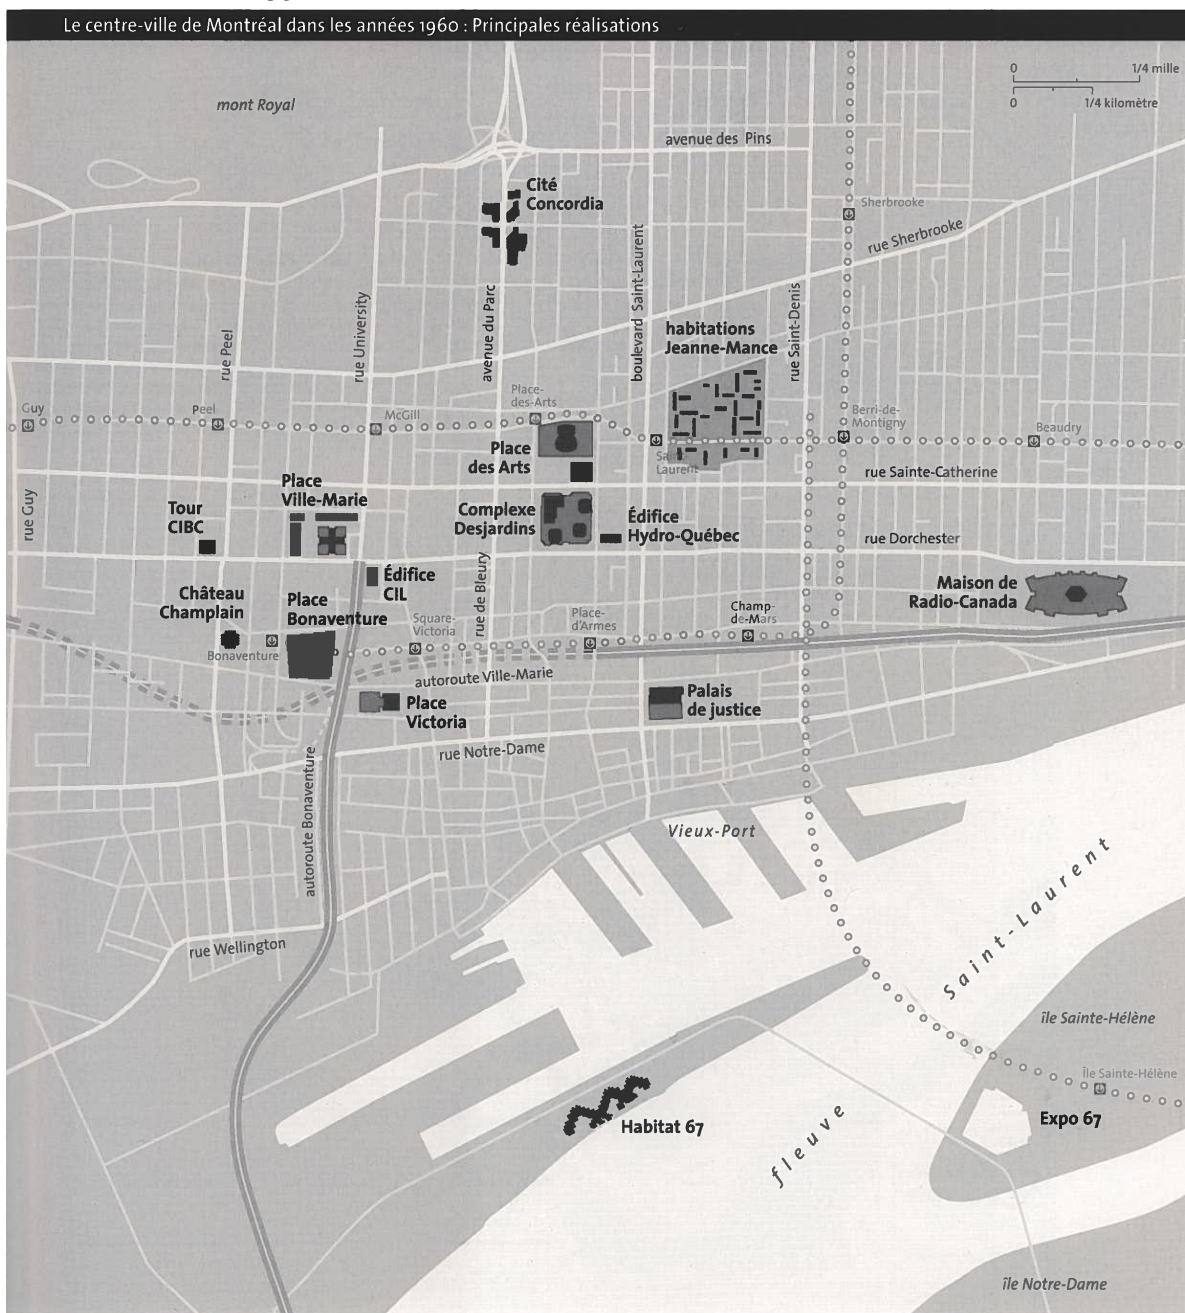 Le centre-ville de Montréal dans les années 1960 : Principales réalisations
0 1/4 mille
0 1/4 kilomètre
mont Royal
avenue des Pins
Cité
Concordia
Sherbrooke
rue Sherbrooke
boulevard Saint-Laurent
rue Saint-Denis
avenue du Parc
rue University
rue Peel
habitations
Jeanne-Mance
Guy
Peel
McGill
Place-
des-Arts
Berri-de-
Montigny
Beaudry
Place
des Arts
Saint-
Laurent
rue Sainte-Catherine
rue Guy
Place
Ville-Marie
Tour
CIBC
Complexe
Desjardins
Édifice
Hydro-Québec
rue Dorchester
Édifice
CIL
rue de Bleury
Maison de
Radio-Canada
Château
Champlain
Place
Bonaventure
Square-
Victoria
Place-
d'Armes
Champ-
de-Mars
Bonaventure
autoroute Ville-Marie
Place
Victoria
Palais
de justice
rue Notre-Dame
autoroute Bonaventure
Vieux-Port
rue Wellington
fleuve Saint-Laurent
île Sainte-Hélène
Île Sainte-Hélène
Expo 67
Habitat 67
île Notre-Dame